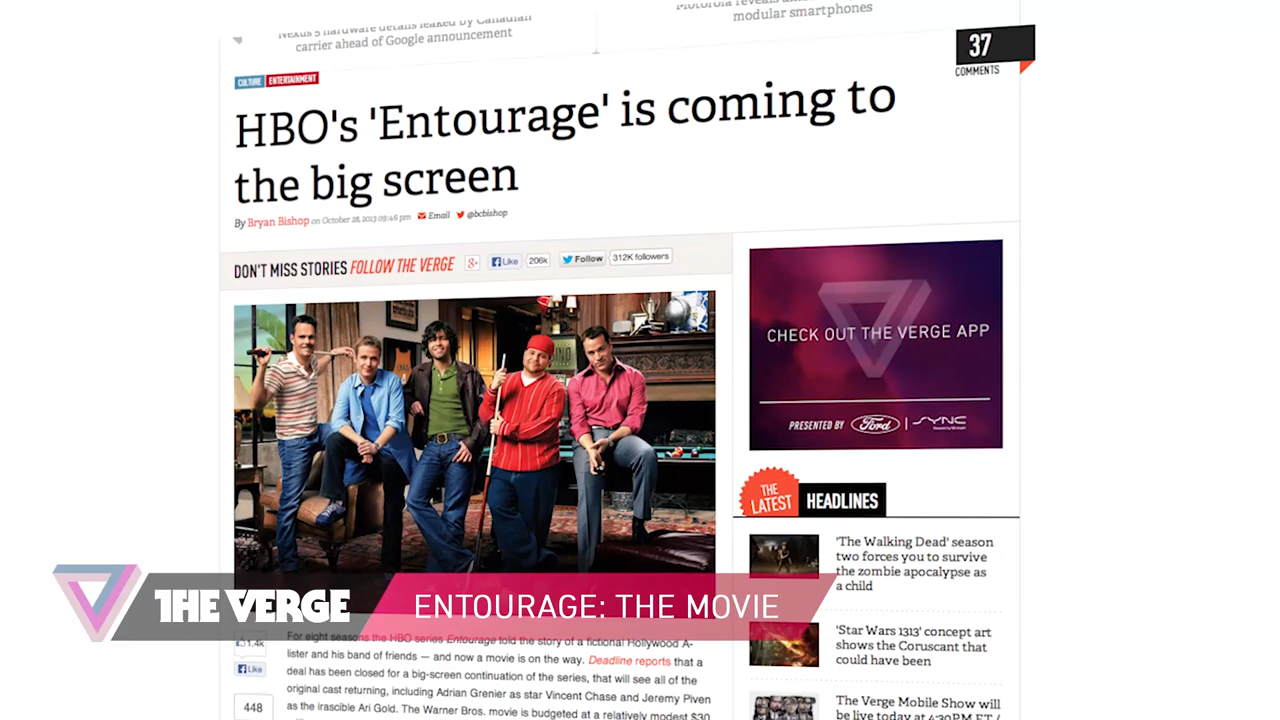 Nexus 5 hardware details leaked by Canadian
carrier ahead of Google announcement
Motorola reveals
modular smartphones
37
COMMENTS
CULTURE ENTERTAINMENT
HBO's 'Entourage' is coming to
the big screen
By Bryan Bishop on October 28, 2013 09:46 pm Email @bcbishop
DON'T MISS STORIES FOLLOW THE VERGE
Like 206k Follow 312K followers
CHECK OUT THE VERGE APP
PRESENTED BY Ford | SYNC
THE
LATEST
HEADLINES
'The Walking Dead' season
two forces you to survive
the zombie apocalypse as
a child
'Star Wars 1313' concept art
shows the Coruscant that
could have been
The Verge Mobile Show will
be live today at 4:30PM ET /
THE VERGE
ENTOURAGE: THE MOVIE
1.4k
Like
448
For eight seasons the HBO series Entourage told the story of a fictional Hollywood A-
lister and his band of friends — and now a movie is on the way. Deadline reports that a
deal has been closed for a big-screen continuation of the series, that will see all of the
original cast returning, including Adrian Grenier as star Vincent Chase and Jeremy Piven
as the irascible Ari Gold. The Warner Bros. movie is budgeted at a relatively modest $30